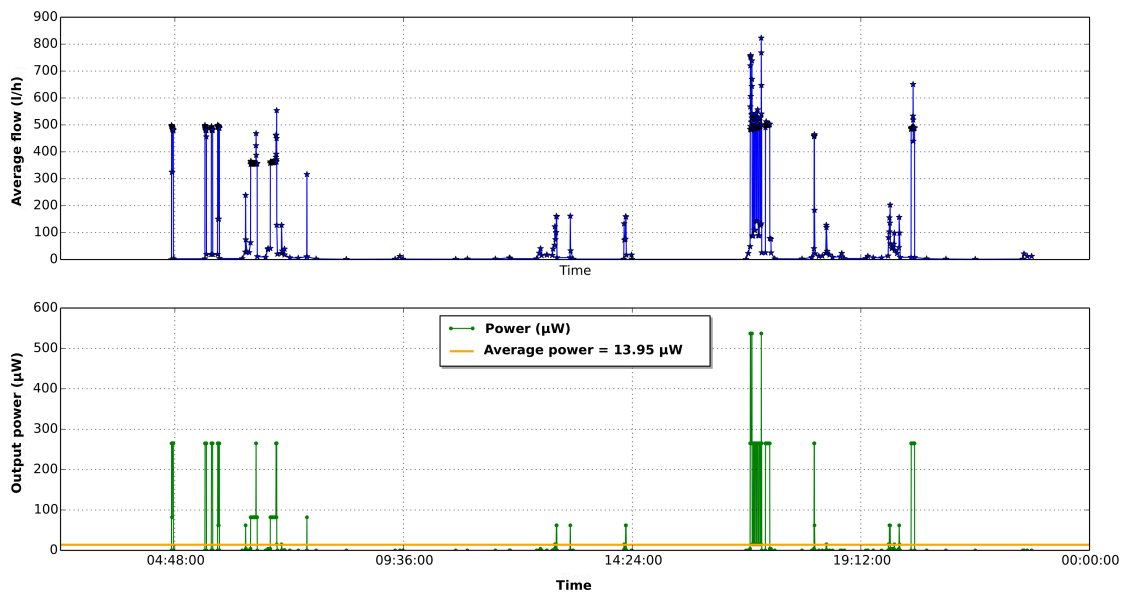 900
800
700
600
500
400
300
200
100
0
Average flow (l/h)
Time
600
500
400
300
200
100
0
Output power (μW)
Power (μW)
Average power = 13.95 μW
04:48:00 09:36:00 14:24:00 19:12:00 00:00:00
Time